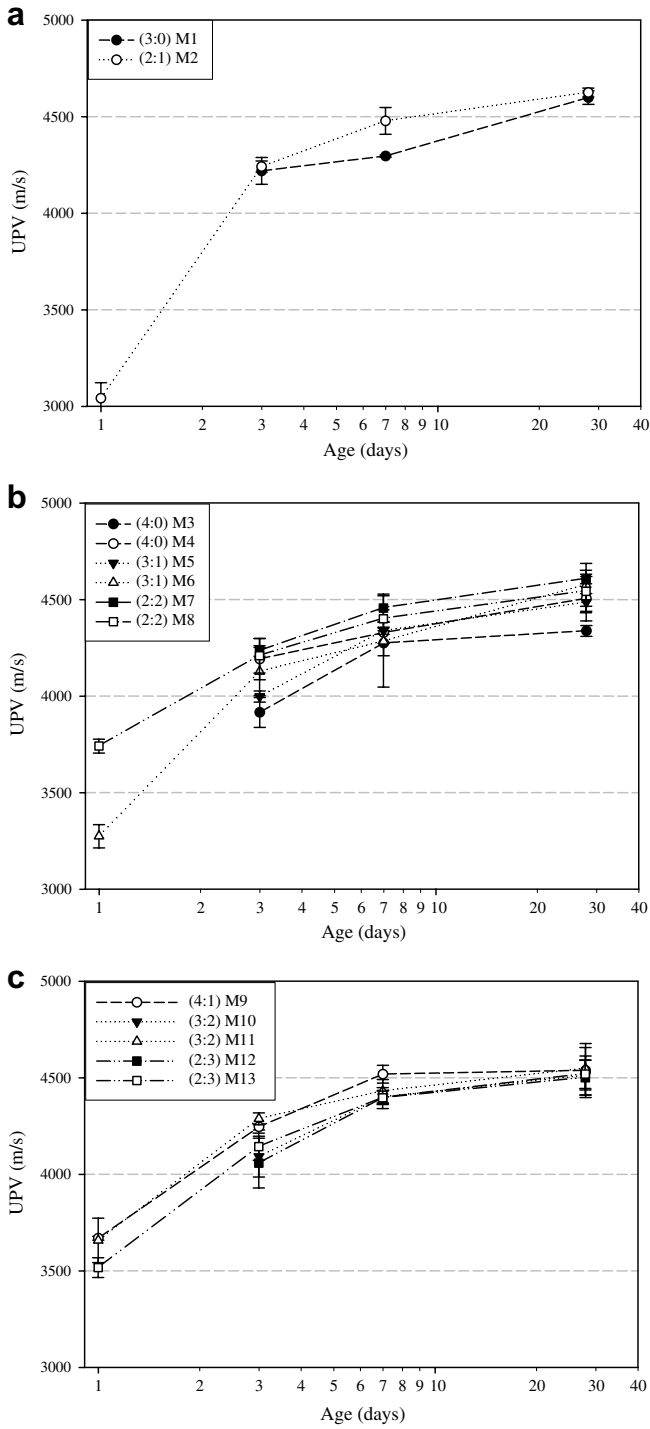 a
5000
4500
4000
3500
3000
UPV (m/s)
(3:0) M1
(2:1) M2
1 2 3 4 5 6 7 8 9 10 20 30 40
Age (days)
b
5000
4500
4000
3500
3000
UPV (m/s)
(4:0) M3
(4:0) M4
(3:1) M5
(3:1) M6
(2:2) M7
(2:2) M8
1 2 3 4 5 6 7 8 9 10 20 30 40
Age (days)
c
5000
4500
4000
3500
3000
UPV (m/s)
(4:1) M9
(3:2) M10
(3:2) M11
(2:3) M12
(2:3) M13
1 2 3 4 5 6 7 8 9 10 20 30 40
Age (days)